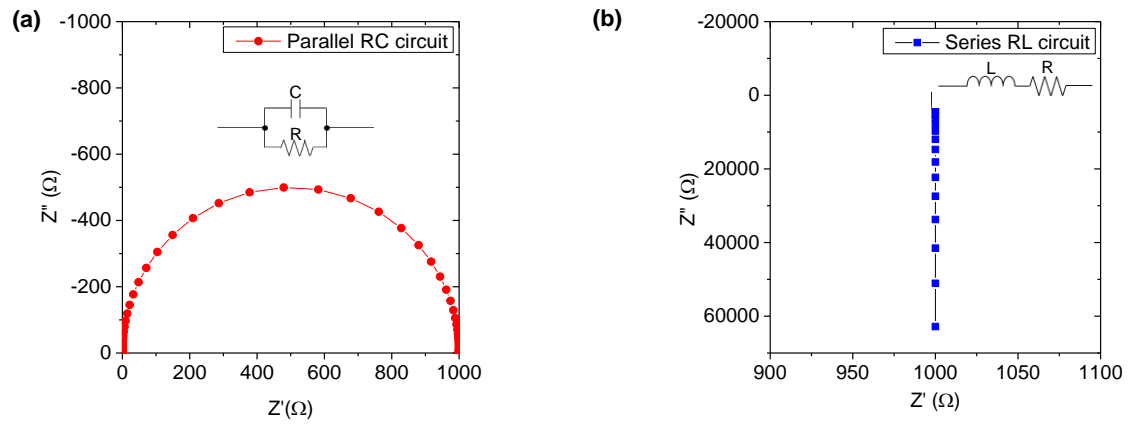 (a)
-1000
-800
-600
-400
-200
0
Z'' (Ω)
Parallel RC circuit
C
R
0 200 400 600 800 1000
Z'(Ω)
(b)
-20000
0
20000
40000
60000
Z'' (Ω)
Series RL circuit
L R
900 950 1000 1050 1100
Z' (Ω)